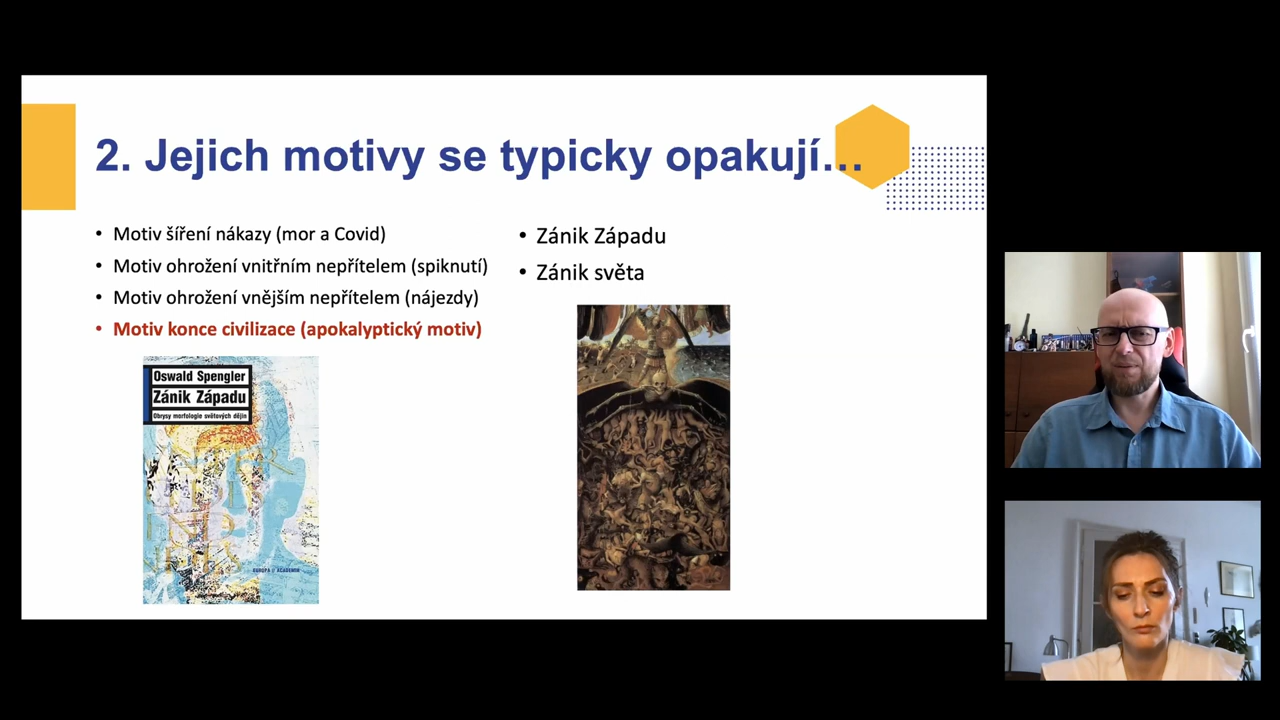 2. Jejich motivy se typicky opakují…
• Motiv šíření nákazy (mor a Covid)
• Motiv ohrožení vnitřním nepřítelem (spiknutí)
• Motiv ohrožení vnějším nepřítelem (nájezdy)
• Motiv konce civilizace (apokalyptický motiv)
• Zánik Západu
• Zánik světa
Oswald Spengler
Zánik Západu
Obrysy morfologie světových dějin